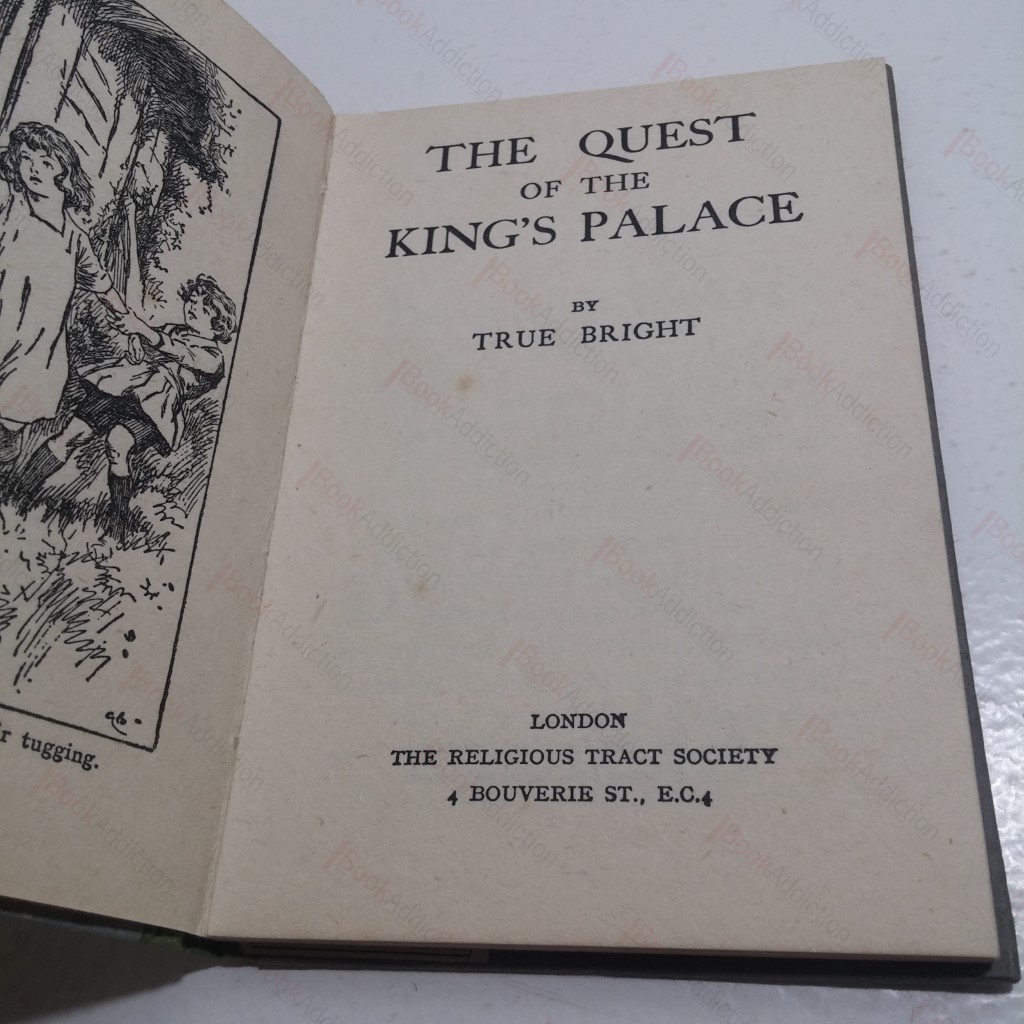 r tugging.
THE QUEST
OF THE
KING'S PALACE
BY
TRUE BRIGHT
LONDON
THE RELIGIOUS TRACT SOCIETY
4 BOUVERIE ST., E.C.4
BookAddiction